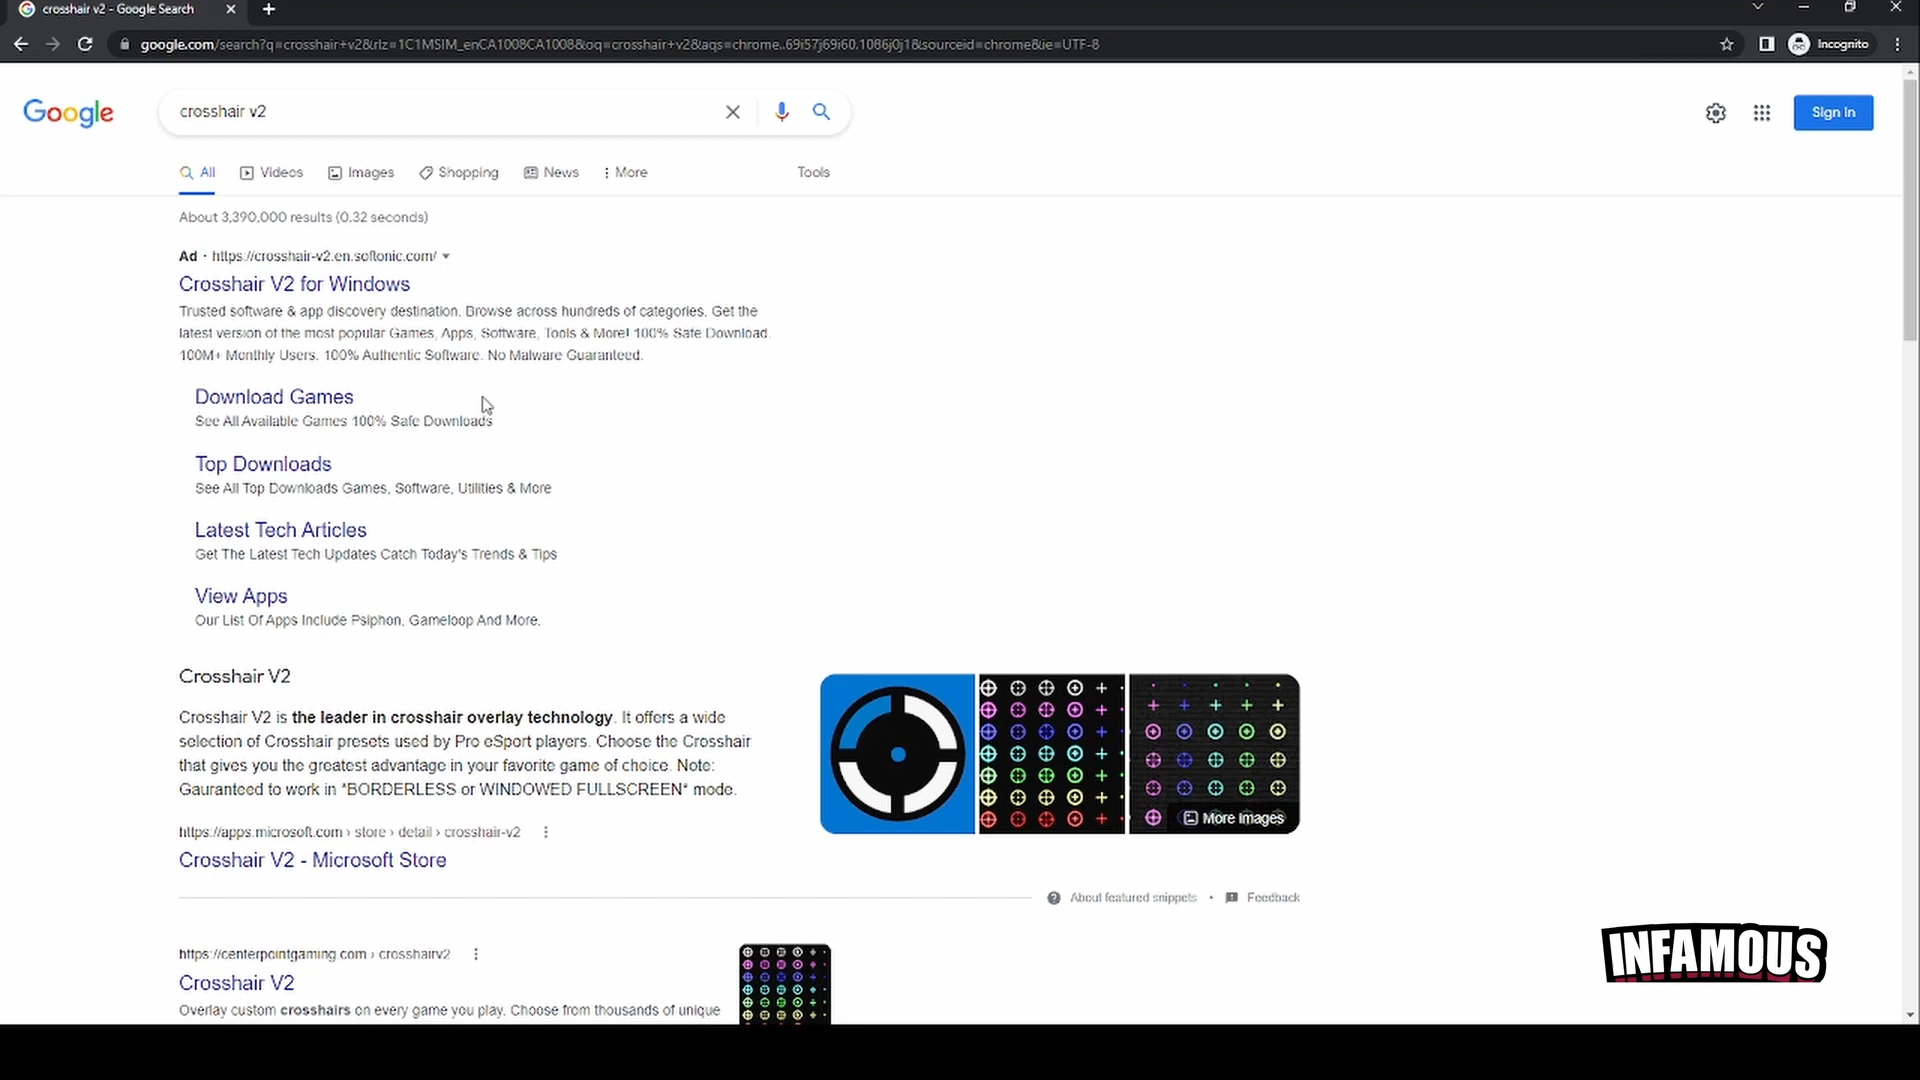 crosshair v2 - Google Search
google.com/search?q=crosshair+v2&rlz=1C1MSIM_enCA1008CA1008&oq=crosshair+v2&aqs=chrome..69i57j69i60.1086j0j1&sourceid=chrome&ie=UTF-8
Incognito
Google
crosshair v2
Sign in
All
Videos
Images
Shopping
News
More
Tools
About 3,390,000 results (0.32 seconds)
Ad · https://crosshair-v2.en.softonic.com/
Crosshair V2 for Windows
Trusted software & app discovery destination. Browse across hundreds of categories. Get the
latest version of the most popular Games, Apps, Software, Tools & More! 100% Safe Download.
100M+ Monthly Users. 100% Authentic Software. No Malware Guaranteed.
Download Games
See All Available Games 100% Safe Downloads
Top Downloads
See All Top Downloads Games, Software, Utilities & More
Latest Tech Articles
Get The Latest Tech Updates Catch Today's Trends & Tips
View Apps
Our List Of Apps Include Psiphon, Gameloop And More.
Crosshair V2
Crosshair V2 is the leader in crosshair overlay technology. It offers a wide
selection of Crosshair presets used by Pro eSport players. Choose the Crosshair
that gives you the greatest advantage in your favorite game of choice. Note:
Gauranteed to work in *BORDERLESS or WINDOWED FULLSCREEN* mode.
More images
https://apps.microsoft.com › store › detail › crosshair-v2
Crosshair V2 - Microsoft Store
About featured snippets • Feedback
https://centerpointgaming.com › crosshairv2
Crosshair V2
Overlay custom crosshairs on every game you play. Choose from thousands of unique
INFAMOUS